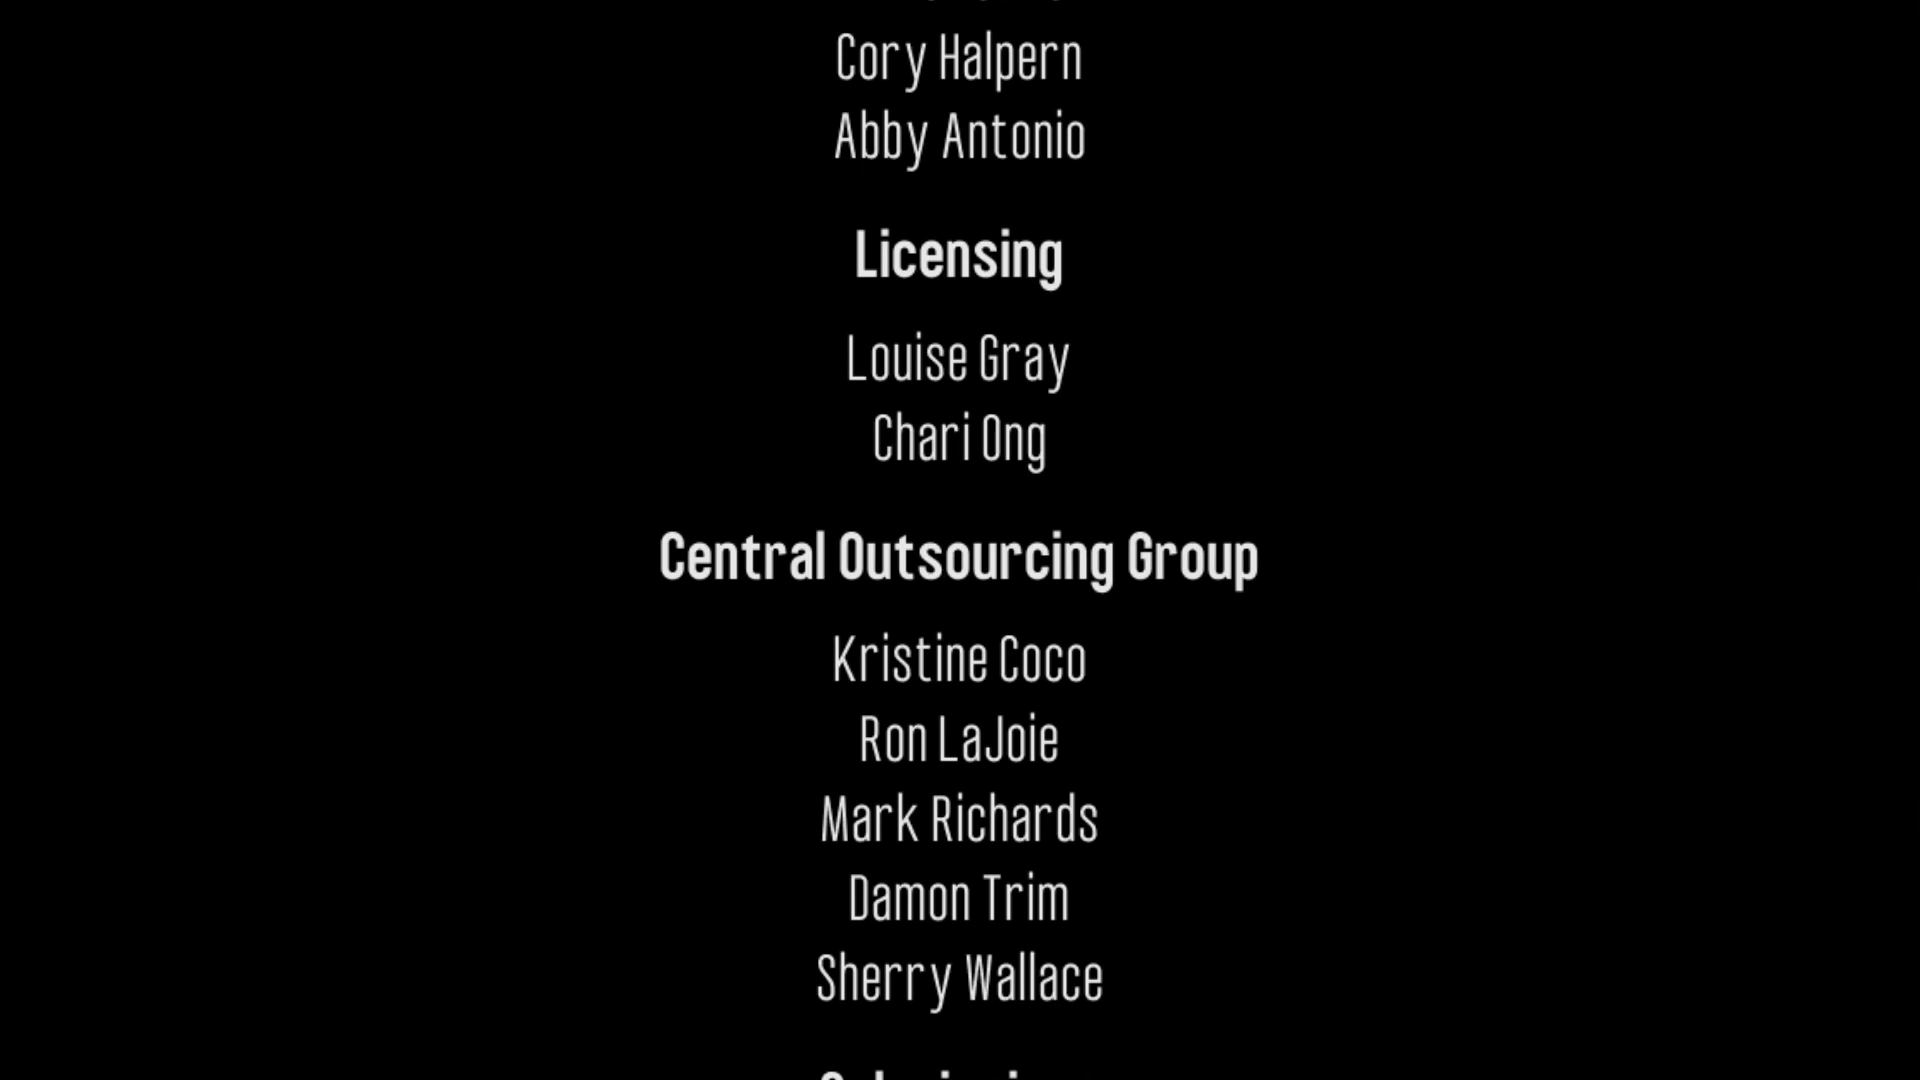 Cory Halpern
Abby Antonio
Licensing
Louise Gray
Chari Ong
Central Outsourcing Group
Kristine Coco
Ron LaJoie
Mark Richards
Damon Trim
Sherry Wallace